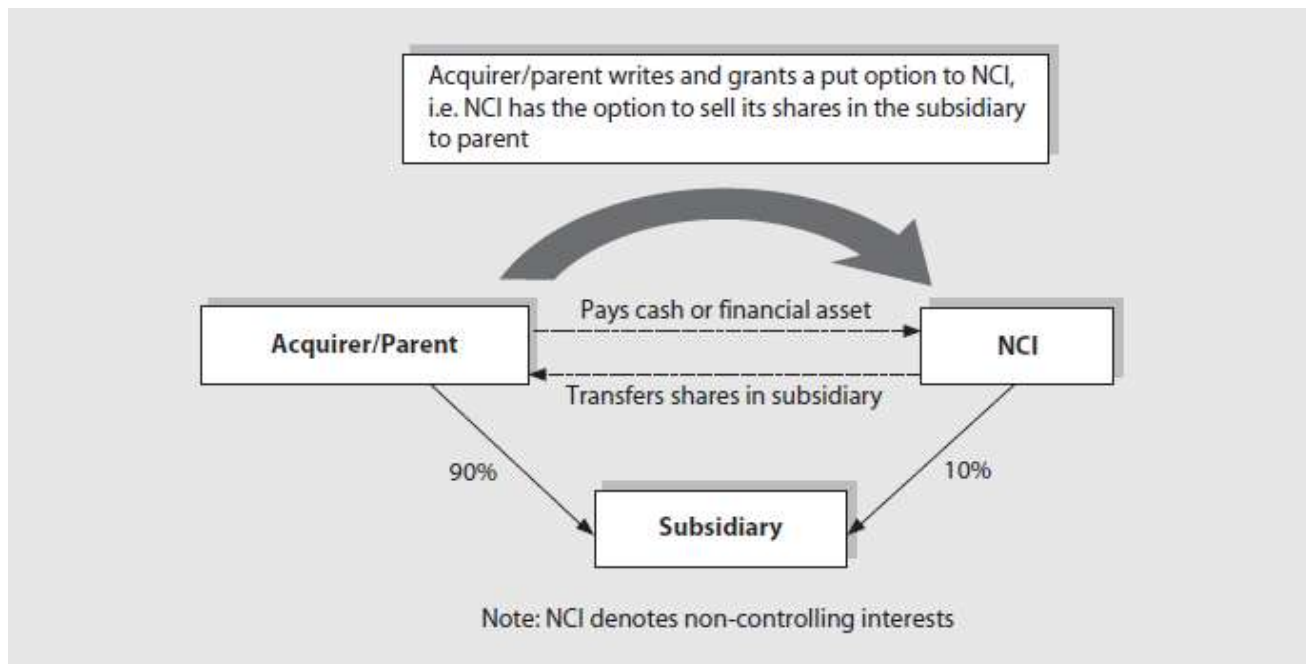 Acquirer/parent writes and grants a put option to NCI,
i.e. NCI has the option to sell its shares in the subsidiary
to parent
Pays cash or financial asset
Acquirer/Parent
NCI
Transfers shares in subsidiary
90%
10%
Subsidiary
Note: NCI denotes non-controlling interests